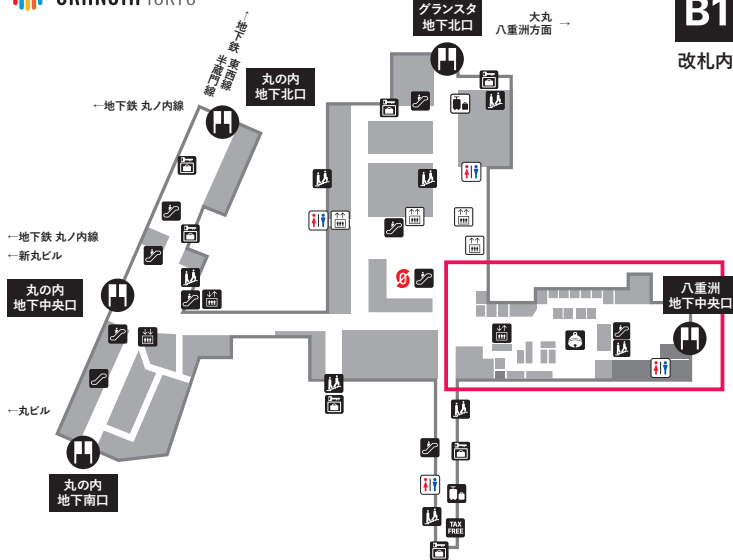 GRANSTA TOKYO
B1
改札内
グランスタ
地下北口
大丸
八重洲方面 →
↑地下鉄 東西線
半蔵門線
丸の内
地下北口
←地下鉄 丸ノ内線
←地下鉄 丸ノ内線
←新丸ビル
丸の内
地下中央口
八重洲
地下中央口
←丸ビル
丸の内
地下南口
TAX
FREE